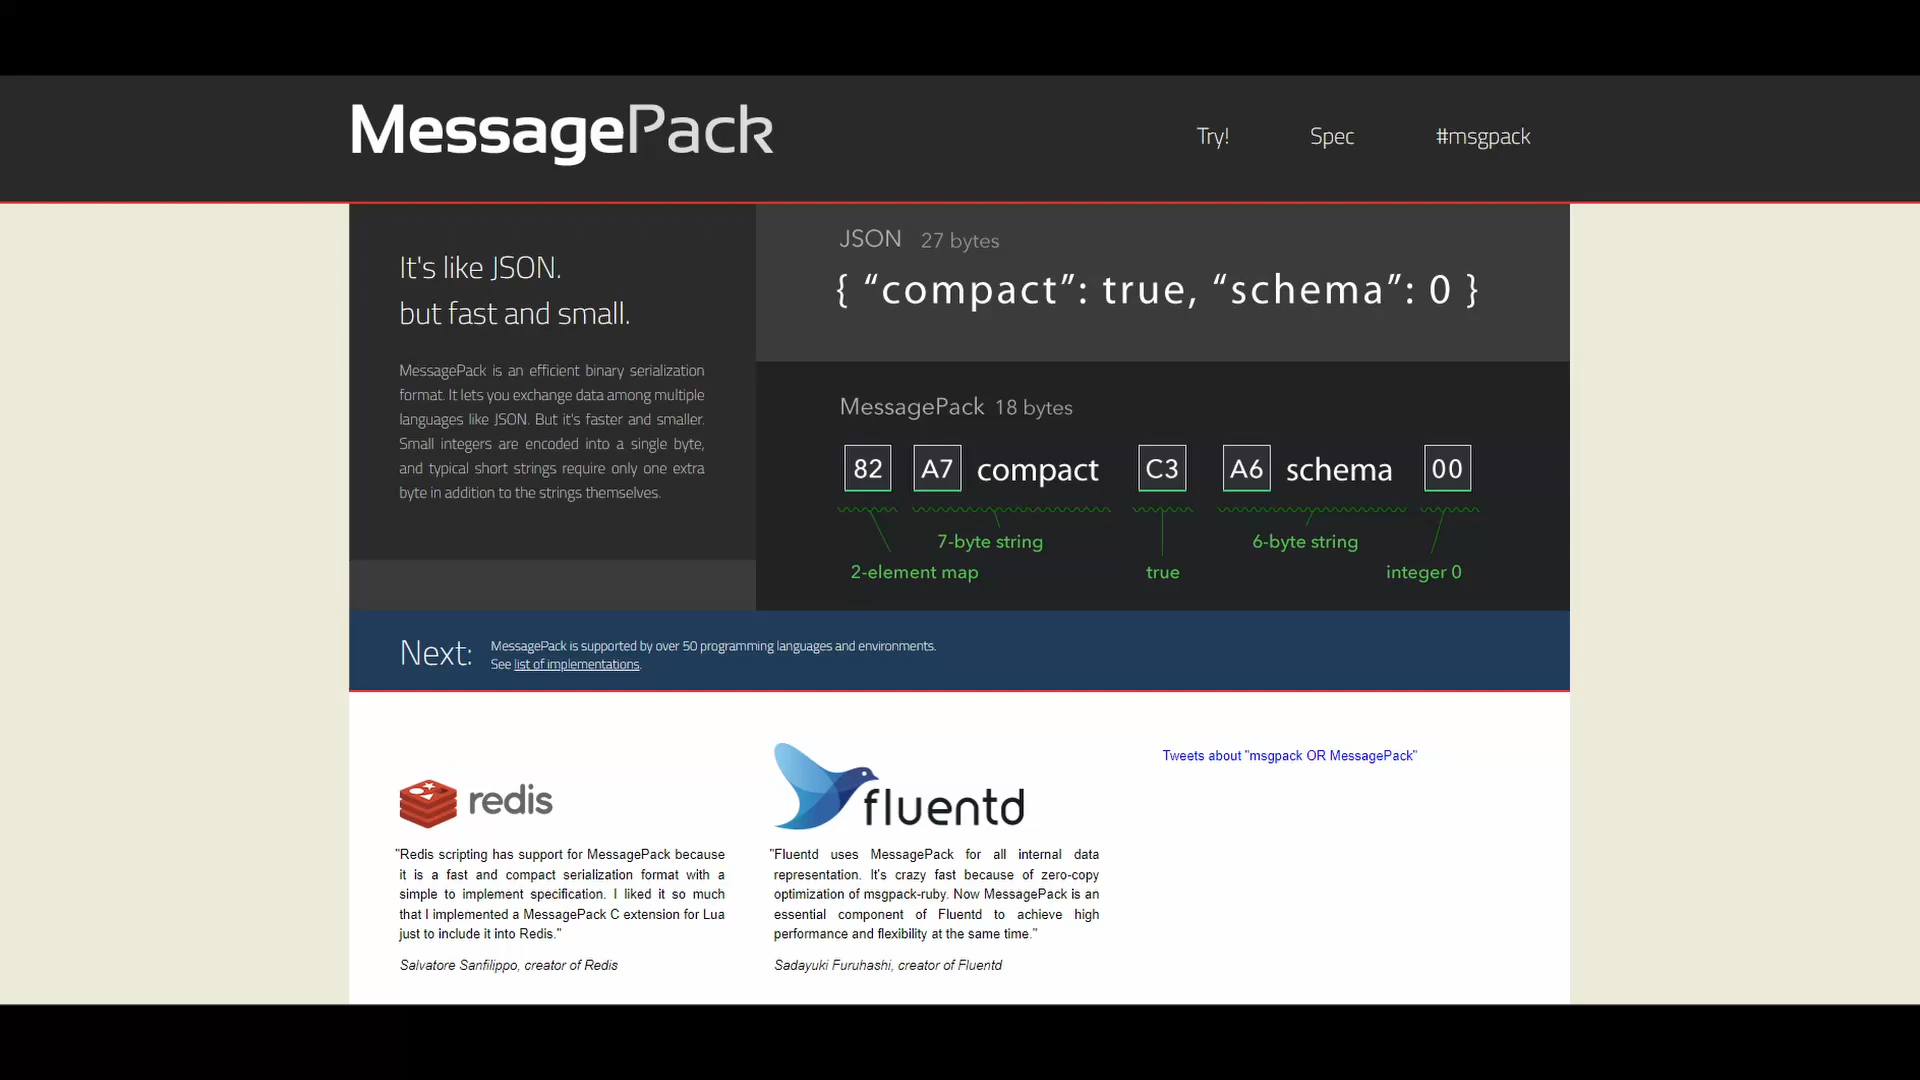 MessagePack
Try!
Spec
#msgpack
It's like JSON.
but fast and small.
MessagePack is an efficient binary serialization
format. It lets you exchange data among multiple
languages like JSON. But it's faster and smaller.
Small integers are encoded into a single byte,
and typical short strings require only one extra
byte in addition to the strings themselves.
JSON 27 bytes
{ “compact”: true, “schema”: 0 }
MessagePack 18 bytes
82 A7 compact C3 A6 schema 00
7-byte string 6-byte string
2-element map true integer 0
Next:
MessagePack is supported by over 50 programming languages and environments.
See list of implementations.
redis
"Redis scripting has support for MessagePack because
it is a fast and compact serialization format with a
simple to implement specification. I liked it so much
that I implemented a MessagePack C extension for Lua
just to include it into Redis."
Salvatore Sanfilippo, creator of Redis
fluentd
"Fluentd uses MessagePack for all internal data
representation. It's crazy fast because of zero-copy
optimization of msgpack-ruby. Now MessagePack is an
essential component of Fluentd to achieve high
performance and flexibility at the same time."
Sadayuki Furuhashi, creator of Fluentd
Tweets about "msgpack OR MessagePack"